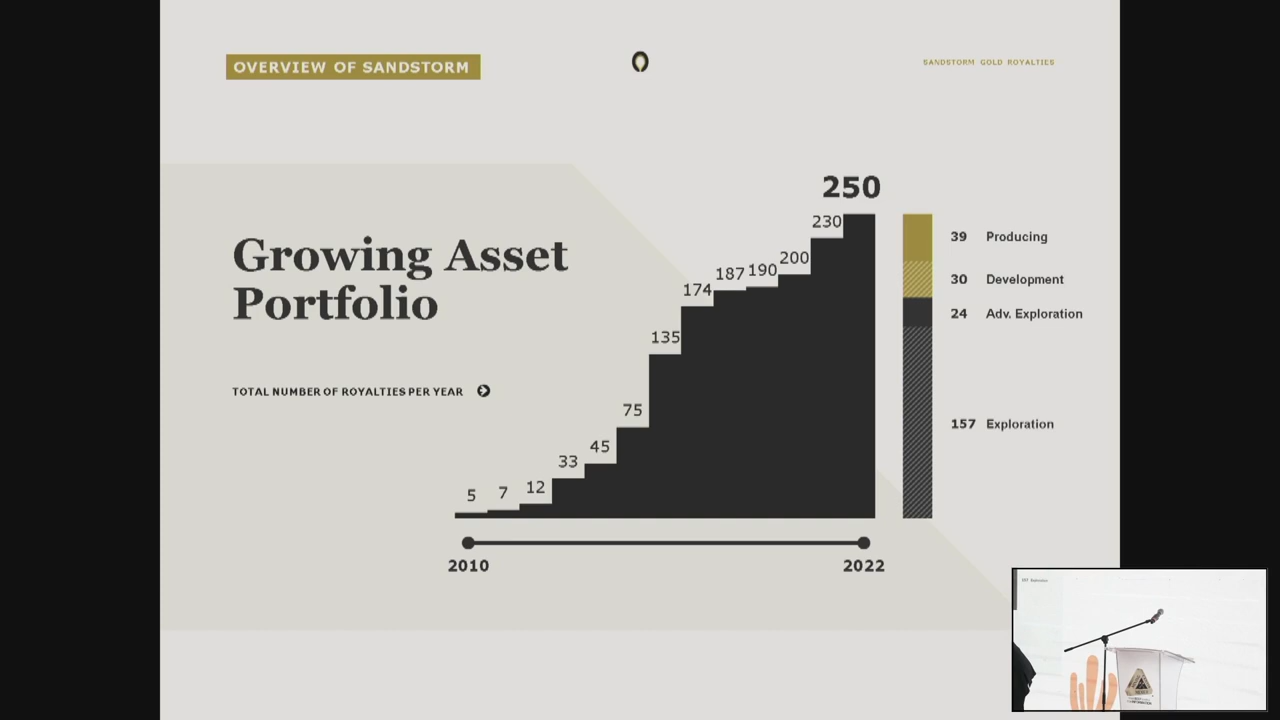 OVERVIEW OF SANDSTORM
SANDSTORM GOLD ROYALTIES
Growing Asset
Portfolio
TOTAL NUMBER OF ROYALTIES PER YEAR
5
7
12
33
45
75
135
174
187
190
200
230
250
39 Producing
30 Development
24 Adv. Exploration
157 Exploration
2010
2022